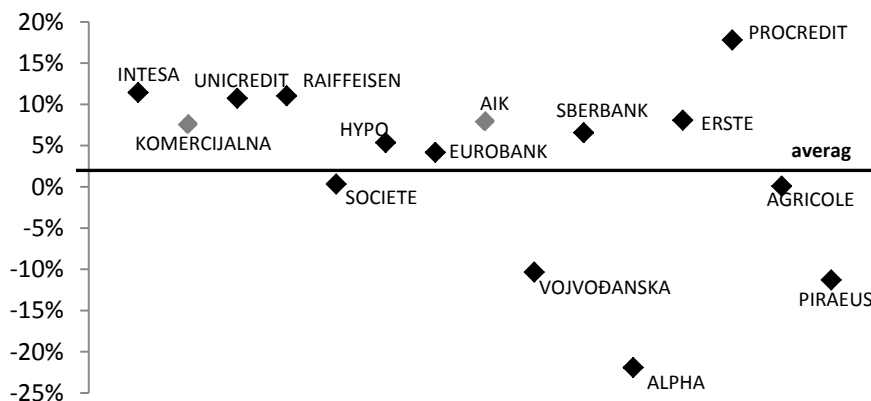 20%
15%
10%
5%
0%
-5%
-10%
-15%
-20%
-25%
INTESA
KOMERCIJALNA
UNICREDIT
RAIFFEISEN
SOCIETE
HYPO
EUROBANK
AIK
VOJVOĐANSKA
SBERBANK
ALPHA
ERSTE
PROCREDIT
averag
AGRICOLE
PIRAEUS